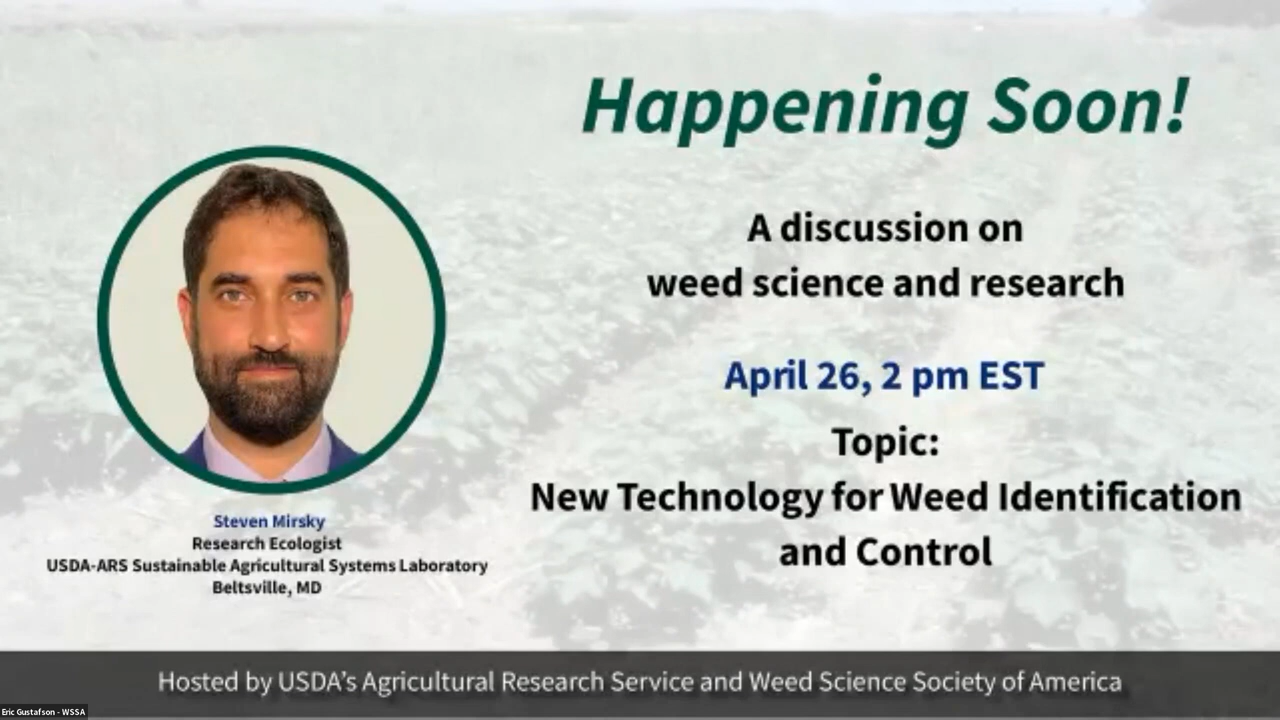 Happening Soon!
A discussion on
weed science and research
April 26, 2 pm EST
Topic:
New Technology for Weed Identification
and Control
Steven Mirsky
Research Ecologist
USDA-ARS Sustainable Agricultural Systems Laboratory
Beltsville, MD
Hosted by USDA's Agricultural Research Service and Weed Science Society of America
Eric Gustafson - WSSA